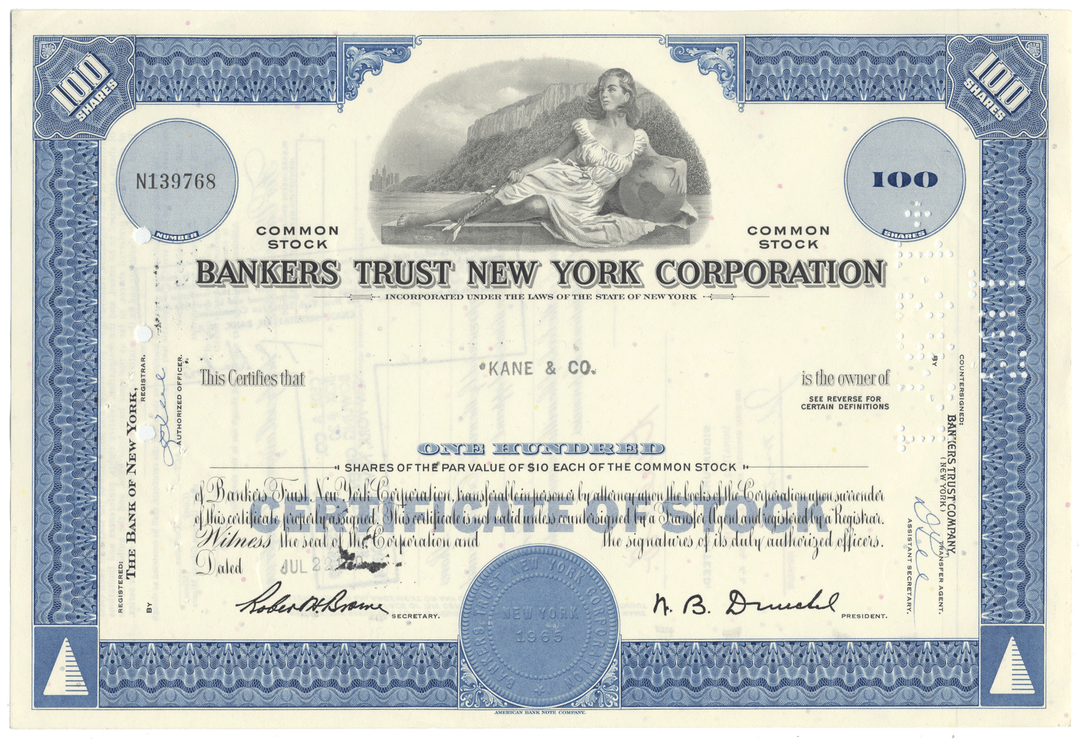 100 SHARES
100 SHARES
N139768
NUMBER
100
SHARES
COMMON STOCK
COMMON STOCK
BANKERS TRUST NEW YORK CORPORATION
INCORPORATED UNDER THE LAWS OF THE STATE OF NEW YORK
This Certifies that
KANE & CO.
is the owner of
SEE REVERSE FOR
CERTAIN DEFINITIONS
ONE HUNDRED
SHARES OF THE PAR VALUE OF $10 EACH OF THE COMMON STOCK
CERTIFICATE OF STOCK
of Bankers Trust New York Corporation, transferable in person or by attorney upon the books of the Corporation upon surrender
of this certificate properly assigned. This certificate is not valid unless countersigned by a Transfer Agent and registered by a Registrar.
Witness the seal of the Corporation and the signatures of its duly authorized officers.
Dated JUL 22
SECRETARY.
PRESIDENT.
NEW YORK
1965
AMERICAN BANK NOTE COMPANY.
REGISTERED:
THE BANK OF NEW YORK,
REGISTRAR.
BY
AUTHORIZED OFFICER.
COUNTERSIGNED:
BANKERS TRUST COMPANY,
(NEW YORK)
TRANSFER AGENT.
BY
ASSISTANT SECRETARY.